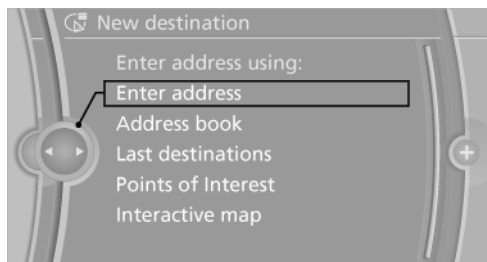 New destination
Enter address using:
Enter address
Address book
Last destinations
Points of Interest
Interactive map